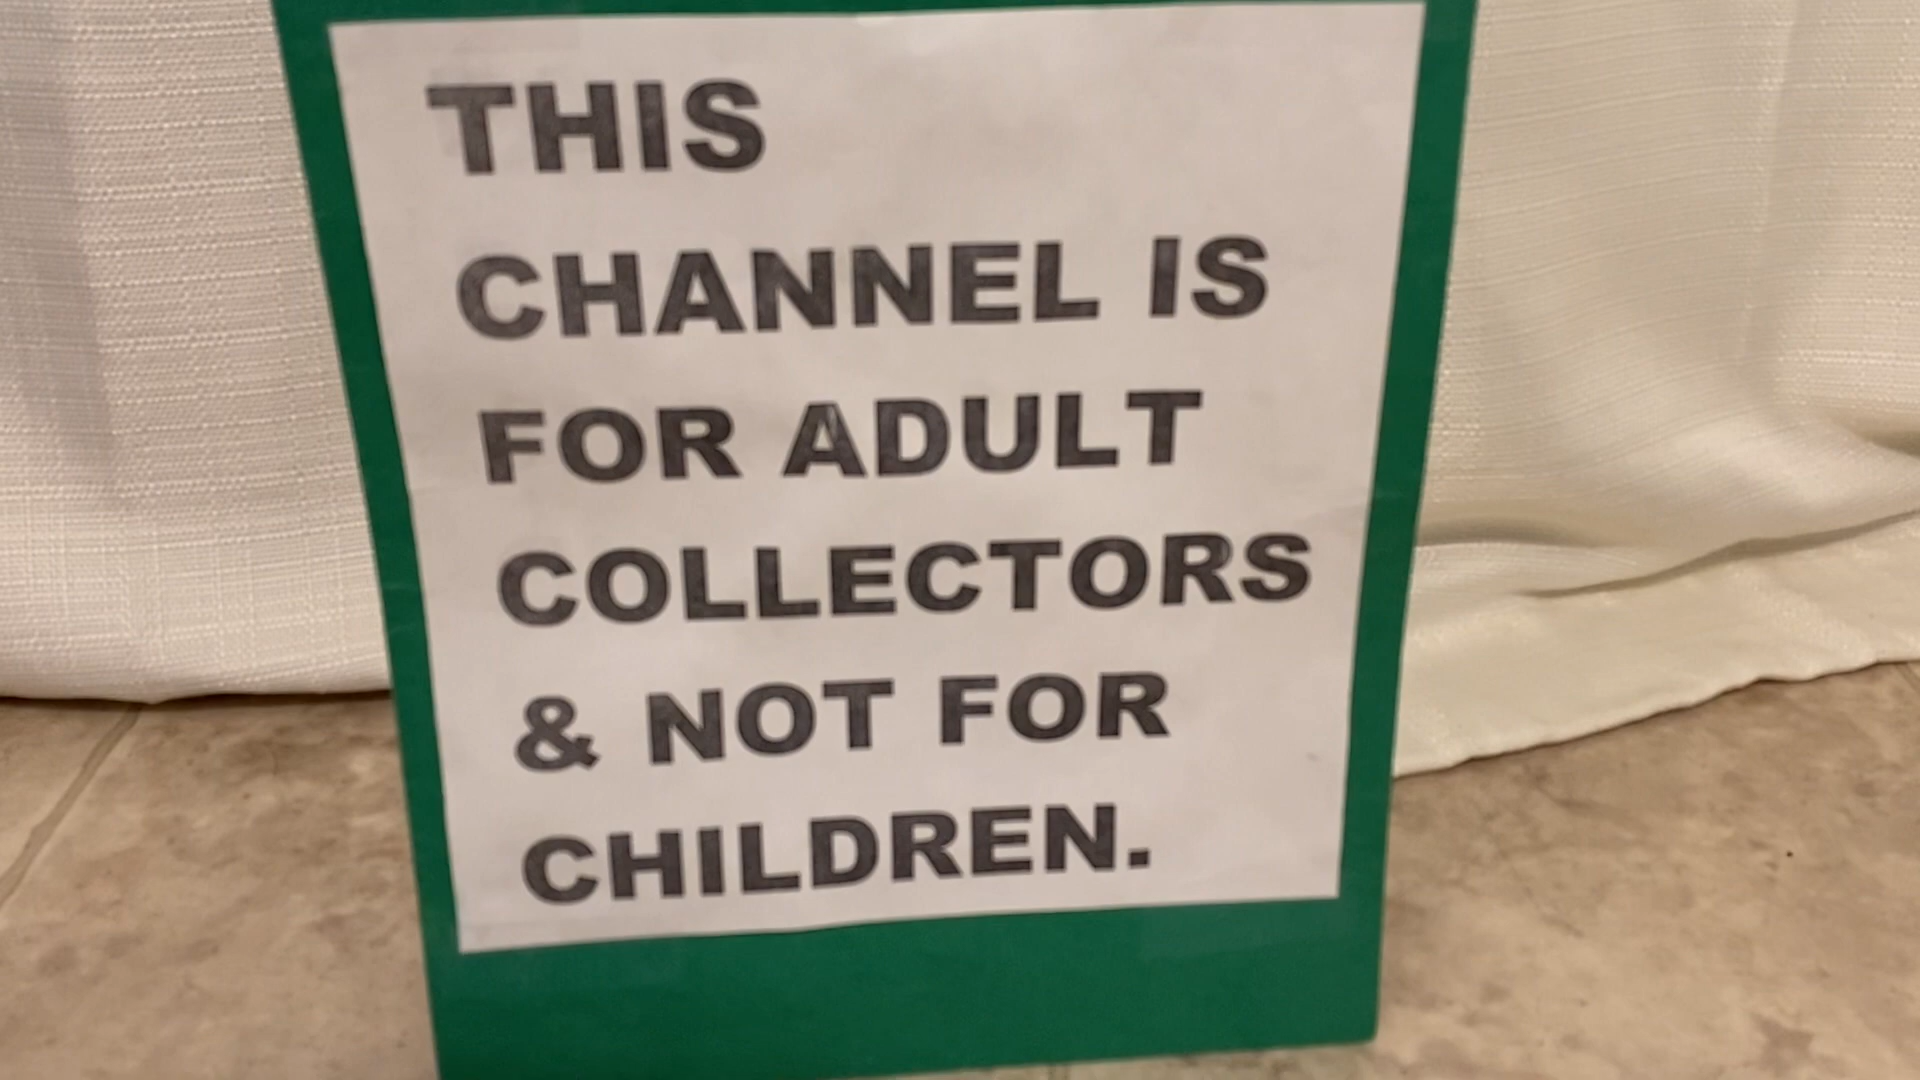 THIS
CHANNEL IS
FOR ADULT
COLLECTORS
& NOT FOR
CHILDREN.